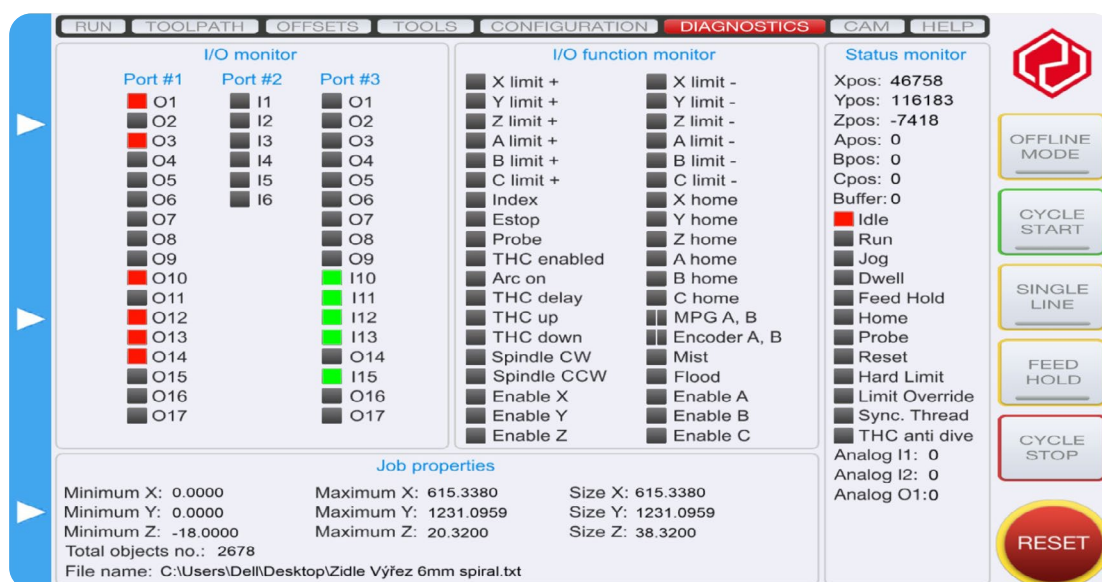 RUN TOOLPATH OFFSETS TOOLS CONFIGURATION DIAGNOSTICS CAM HELP
I/O monitor
Port #1 Port #2 Port #3
O1 I1 O1
O2 I2 O2
O3 I3 O3
O4 I4 O4
O5 I5 O5
O6 I6 O6
O7 O7
O8 O8
O9 O9
O10 I10
O11 I11
O12 I12
O13 I13
O14 O14
O15 I15
O16 O16
O17 O17
I/O function monitor
X limit + X limit -
Y limit + Y limit -
Z limit + Z limit -
A limit + A limit -
B limit + B limit -
C limit + C limit -
Index X home
Estop Y home
Probe Z home
THC enabled A home
Arc on B home
THC delay C home
THC up MPG A, B
THC down Encoder A, B
Spindle CW Mist
Spindle CCW Flood
Enable X Enable A
Enable Y Enable B
Enable Z Enable C
Status monitor
Xpos: 46758
Ypos: 116183
Zpos: -7418
Apos: 0
Bpos: 0
Cpos: 0
Buffer: 0
Idle
Run
Jog
Dwell
Feed Hold
Home
Probe
Reset
Hard Limit
Limit Override
Sync. Thread
THC anti dive
Analog I1: 0
Analog I2: 0
Analog O1:0
Job properties
Minimum X: 0.0000 Maximum X: 615.3380 Size X: 615.3380
Minimum Y: 0.0000 Maximum Y: 1231.0959 Size Y: 1231.0959
Minimum Z: -18.0000 Maximum Z: 20.3200 Size Z: 38.3200
Total objects no.: 2678
File name: C:\Users\Dell\Desktop\Zidle Výřez 6mm spiral.txt
OFFLINE
MODE
CYCLE
START
SINGLE
LINE
FEED
HOLD
CYCLE
STOP
RESET